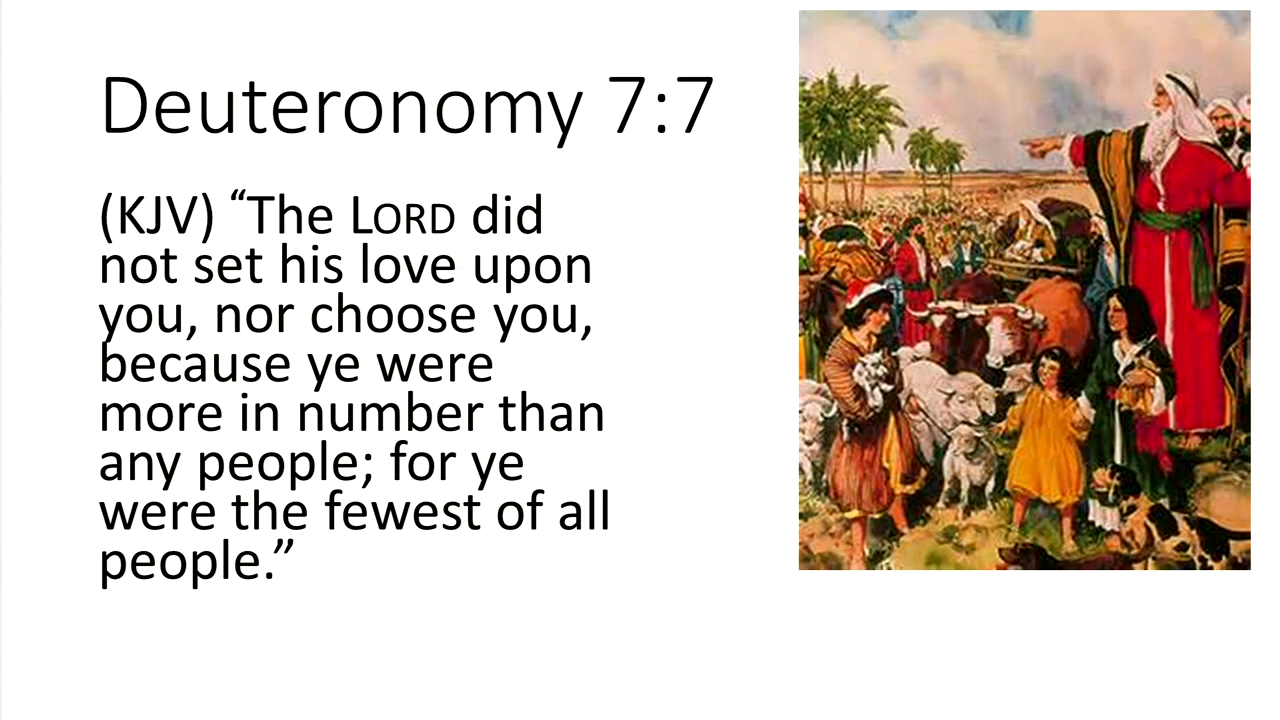 Deuteronomy 7:7
(KJV) “The LORD did
not set his love upon
you, nor choose you,
because ye were
more in number than
any people; for ye
were the fewest of all
people.”